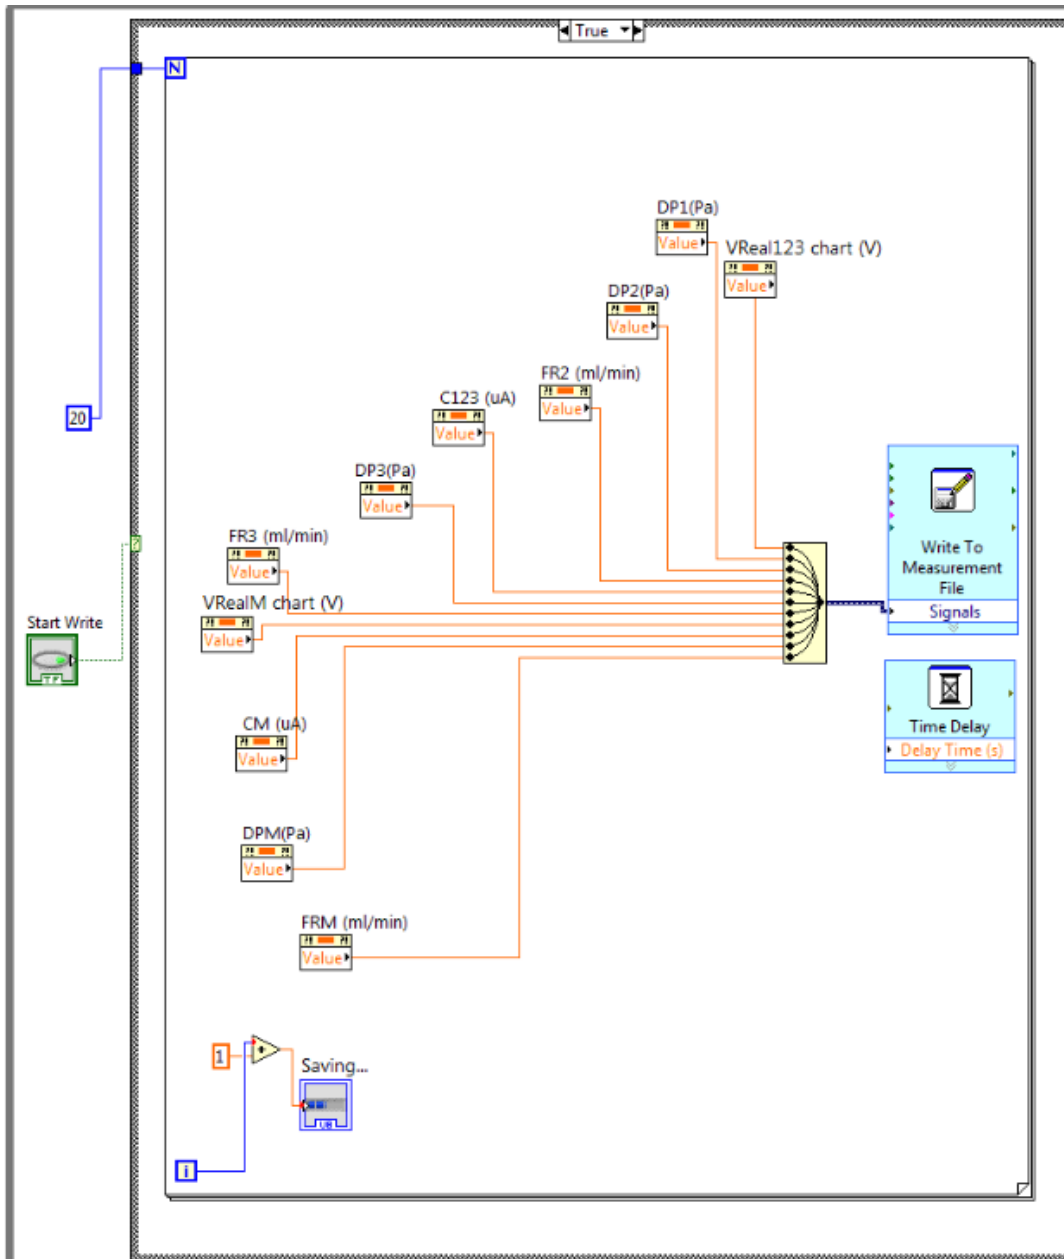 True
N
DP1(Pa)
Value
VReal123 chart (V)
Value
DP2(Pa)
Value
FR2 (ml/min)
Value
C123 (uA)
Value
20
DP3(Pa)
Value
FR3 (ml/min)
Value
?
Write To
Measurement
File
Signals
VRealM chart (V)
Value
Start Write
TF
Time Delay
Delay Time (s)
CM (uA)
Value
DPM(Pa)
Value
FRM (ml/min)
Value
1
Saving...
U8
i